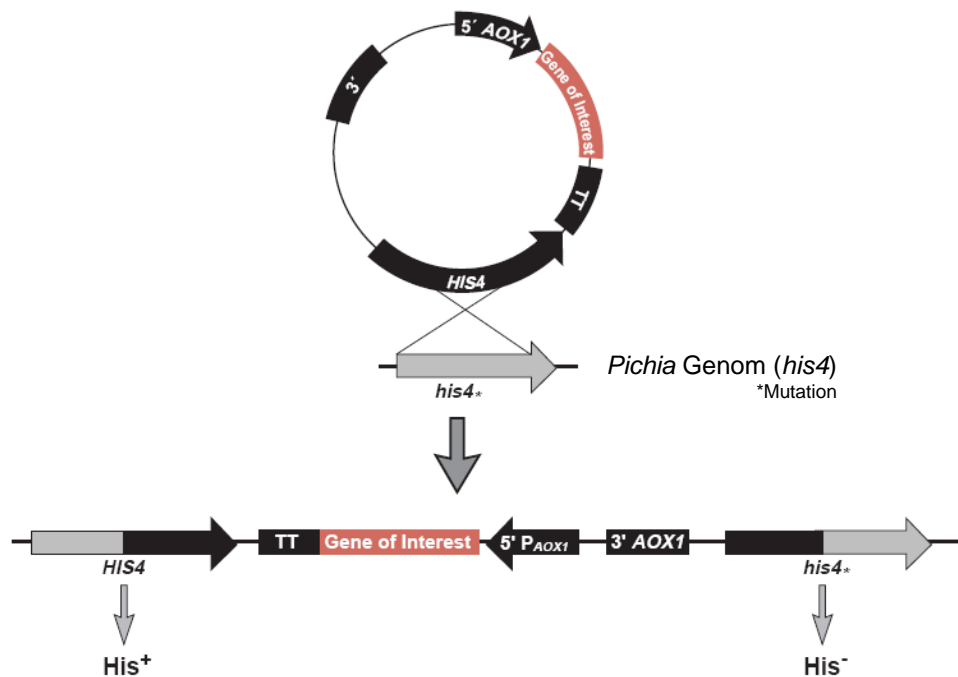 5´ AOX1
Gene of Interest
3´
TT
HIS4
his4*
Pichia Genom (his4)
*Mutation
TT
Gene of Interest
5' PAOX1
3' AOX1
HIS4
his4*
His⁺
His⁻